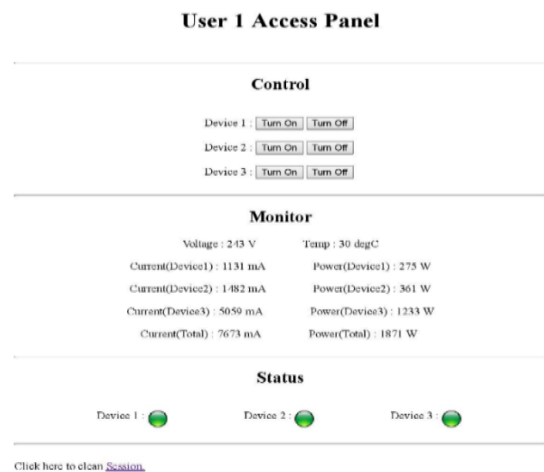 User 1 Access Panel
Control
Device 1 : Turn On Turn Off
Device 2 : Turn On Turn Off
Device 3 : Turn On Turn Off
Monitor
Voltage : 243 V Temp : 30 degC
Current(Device1) : 1131 mA Power(Device1) : 275 W
Current(Device2) : 1482 mA Power(Device2) : 361 W
Current(Device3) : 5059 mA Power(Device3) : 1233 W
Current(Total) : 7673 mA Power(Total) : 1871 W
Status
Device 1 : Device 2 : Device 3 :
Click here to clean Session.